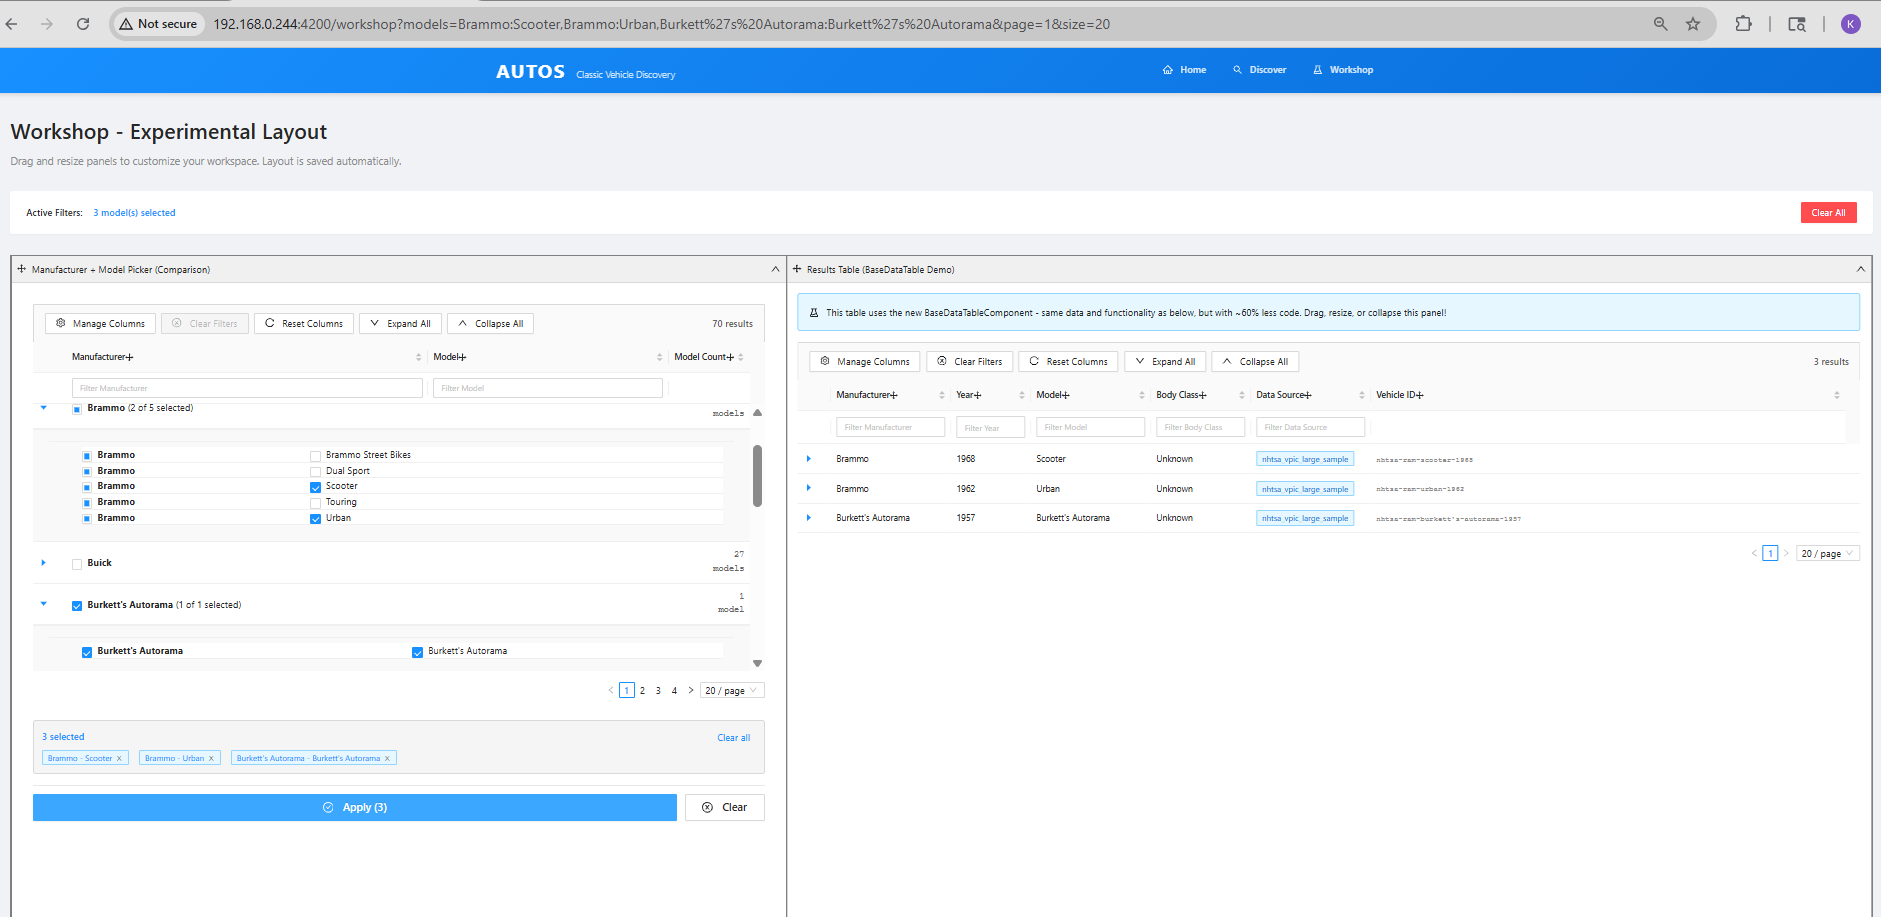 Not secure 192.168.0.244:4200/workshop?models=Brammo:Scooter,Brammo:Urban,Burkett%27s%20Autorama:Burkett%27s%20Autorama&page=1&size=20 K
AUTOS Classic Vehicle Discovery Home Discover Workshop
Workshop - Experimental Layout
Drag and resize panels to customize your workspace. Layout is saved automatically.
Active Filters: 3 model(s) selected Clear All
Manufacturer + Model Picker (Comparison)
Manage Columns Clear Filters Reset Columns Expand All Collapse All 70 results
Manufacturer Model Model Count
Filter Manufacturer Filter Model
Brammo (2 of 5 selected) models
Brammo Brammo Street Bikes
Brammo Dual Sport
Brammo Scooter
Brammo Touring
Brammo Urban
Buick 27 models
Burkett's Autorama (1 of 1 selected) 1 model
Burkett's Autorama Burkett's Autorama
1 2 3 4 20 / page
3 selected Clear all
Brammo - Scooter X Brammo - Urban X Burkett's Autorama - Burkett's Autorama X
Apply (3) Clear
Results Table (BaseDataTable Demo)
This table uses the new BaseDataTableComponent - same data and functionality as below, but with ~60% less code. Drag, resize, or collapse this panel!
Manage Columns Clear Filters Reset Columns Expand All Collapse All 3 results
Manufacturer Year Model Body Class Data Source Vehicle ID
Filter Manufacturer Filter Year Filter Model Filter Body Class Filter Data Source
Brammo 1968 Scooter Unknown nhtsa_vpic_large_sample nhtsa-ram-scooter-1968
Brammo 1962 Urban Unknown nhtsa_vpic_large_sample nhtsa-ram-urban-1962
Burkett's Autorama 1957 Burkett's Autorama Unknown nhtsa_vpic_large_sample nhtsa-ram-burkett's-autorama-1957
1 20 / page